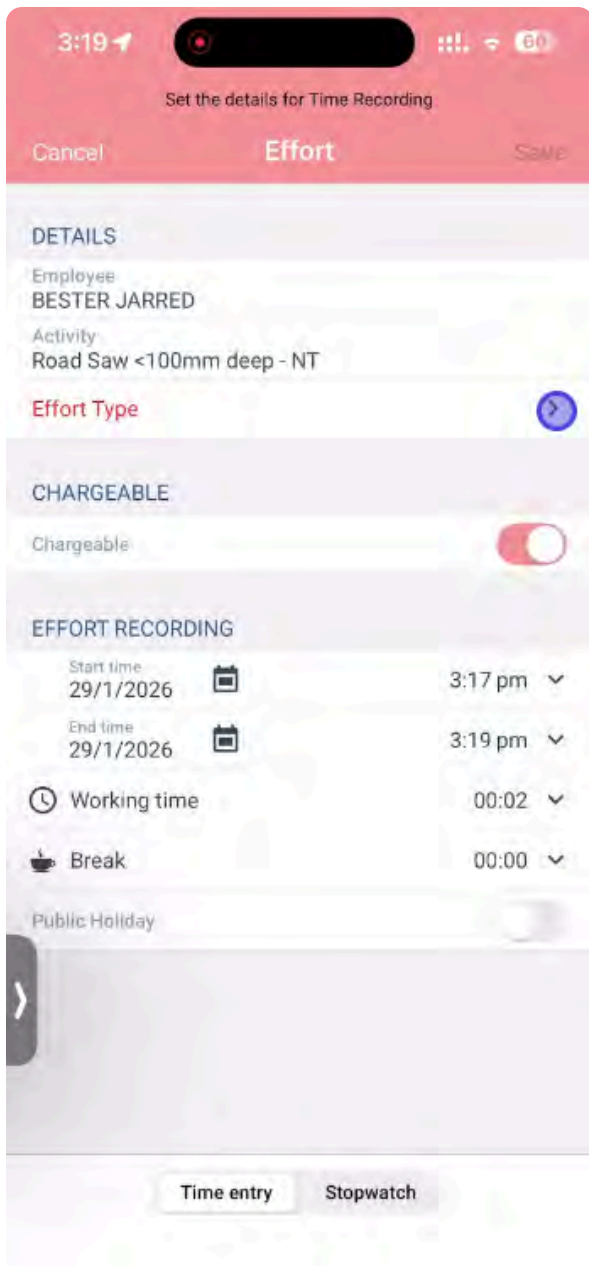 3:19
60
Set the details for Time Recording
Cancel Effort Save
DETAILS
Employee
BESTER JARRED
Activity
Road Saw <100mm deep - NT
Effort Type
CHARGEABLE
Chargeable
EFFORT RECORDING
Start time
29/1/2026 3:17 pm
End time
29/1/2026 3:19 pm
Working time 00:02
Break 00:00
Public Holiday
Time entry Stopwatch